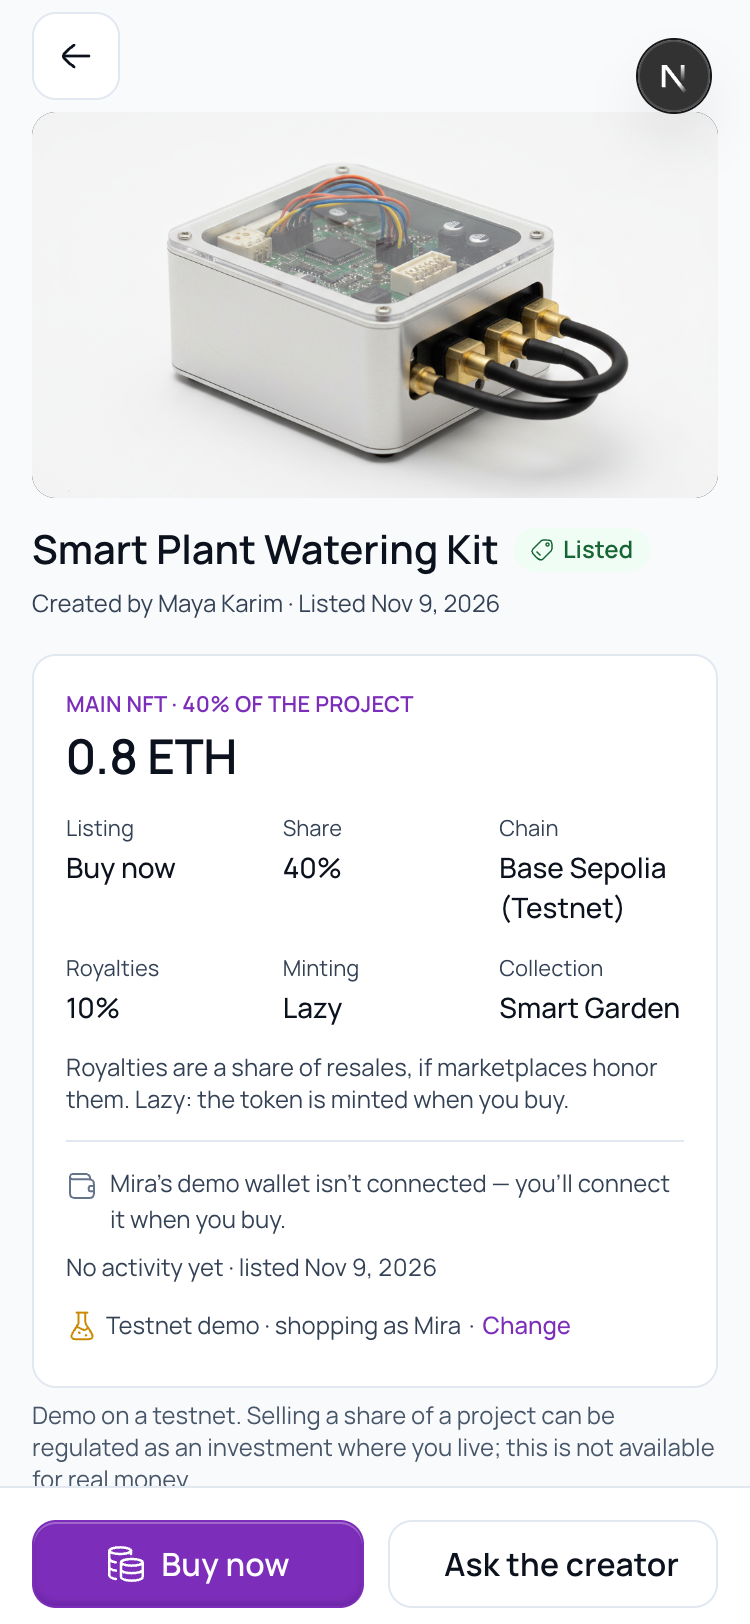 N
Smart Plant Watering Kit
Listed
Created by Maya Karim · Listed Nov 9, 2026
MAIN NFT · 40% OF THE PROJECT
0.8 ETH
Listing
Share
Chain
Buy now
40%
Base Sepolia
(Testnet)
Royalties
Minting
Collection
10%
Lazy
Smart Garden
Royalties are a share of resales, if marketplaces honor
them. Lazy: the token is minted when you buy.
Mira’s demo wallet isn’t connected — you’ll connect
it when you buy.
No activity yet · listed Nov 9, 2026
Testnet demo · shopping as Mira · Change
Demo on a testnet. Selling a share of a project can be
regulated as an investment where you live; this is not available
for real money
Buy now
Ask the creator